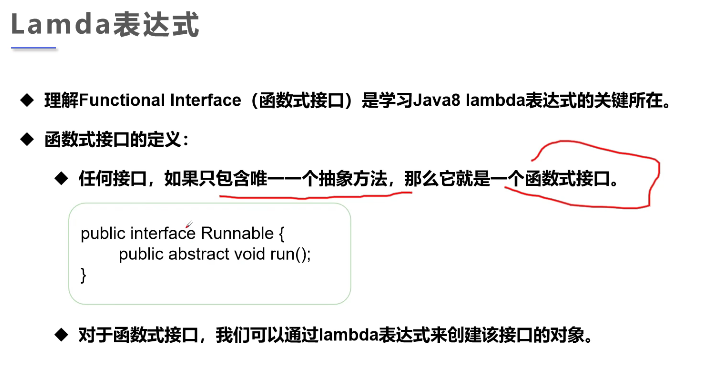 Lamda表达式
理解Functional Interface（函数式接口）是学习Java8 lambda表达式的关键所在。
函数式接口的定义：
任何接口，如果只包含唯一一个抽象方法，那么它就是一个函数式接口。
public interface Runnable {
public abstract void run();
}
对于函数式接口，我们可以通过lambda表达式来创建该接口的对象。